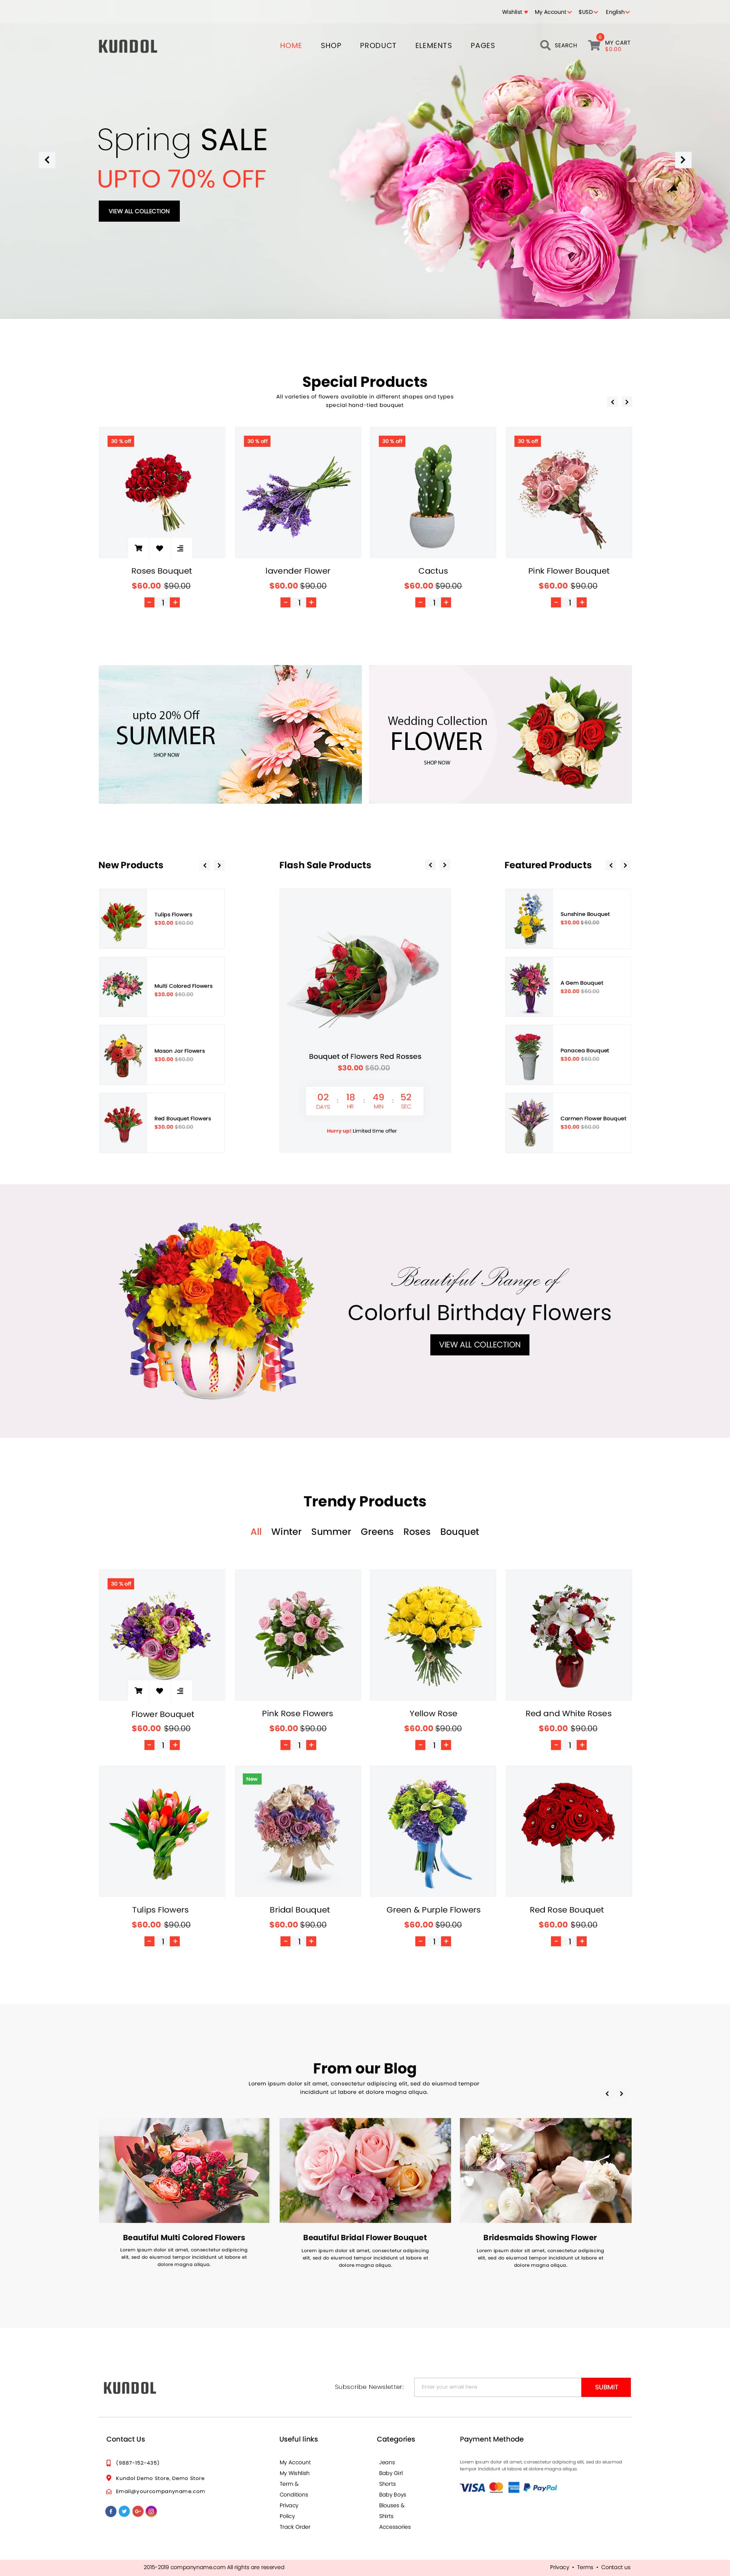 Wishlist My Account $USD English
KUNDOL
HOME SHOP PRODUCT ELEMENTS PAGES
SEARCH
0
MY CART
$0.00
Spring SALE
UPTO 70% OFF
VIEW ALL COLLECTION
Special Products
All varieties of flowers available in different shapes and types
special hand-tied bouquet
30 % off
30 % off
30 % off
30 % off
Roses Bouquet
$60.00 $90.00
- 1 +
lavender Flower
$60.00 $90.00
- 1 +
Cactus
$60.00 $90.00
- 1 +
Pink Flower Bouquet
$60.00 $90.00
- 1 +
upto 20% Off
SUMMER
SHOP NOW
Wedding Collection
FLOWER
SHOP NOW
New Products
Tulips Flowers
$30.00 $60.00
Multi Colored Flowers
$30.00 $60.00
Mason Jar Flowers
$30.00 $60.00
Red Bouquet Flowers
$30.00 $60.00
Flash Sale Products
Bouquet of Flowers Red Rosses
$30.00 $60.00
02 : 18 : 49 : 52
DAYS HR MIN SEC
Hurry up! Limited time offer
Featured Products
Sunshine Bouquet
$30.00 $60.00
A Gem Bouquet
$30.00 $60.00
Panacea Bouquet
$30.00 $60.00
Carmen Flower Bouquet
$30.00 $60.00
Beautiful Range of
Colorful Birthday Flowers
VIEW ALL COLLECTION
Trendy Products
All Winter Summer Greens Roses Bouquet
30 % off
Flower Bouquet
$60.00 $90.00
- 1 +
Pink Rose Flowers
$60.00 $90.00
- 1 +
Yellow Rose
$60.00 $90.00
- 1 +
Red and White Roses
$60.00 $90.00
- 1 +
New
Tulips Flowers
$60.00 $90.00
- 1 +
Bridal Bouquet
$60.00 $90.00
- 1 +
Green & Purple Flowers
$60.00 $90.00
- 1 +
Red Rose Bouquet
$60.00 $90.00
- 1 +
From our Blog
Lorem ipsum dolor sit amet, consectetur adipiscing elit, sed do eiusmod tempor
incididunt ut labore et dolore magna aliqua.
Beautiful Multi Colored Flowers
Lorem ipsum dolor sit amet, consectetur adipiscing
elit, sed do eiusmod tempor incididunt ut labore et
dolore magna aliqua.
Beautiful Bridal Flower Bouquet
Lorem ipsum dolor sit amet, consectetur adipiscing
elit, sed do eiusmod tempor incididunt ut labore et
dolore magna aliqua.
Bridesmaids Showing Flower
Lorem ipsum dolor sit amet, consectetur adipiscing
elit, sed do eiusmod tempor incididunt ut labore et
dolore magna aliqua.
KUNDOL
Subscribe Newsletter:
Enter your email here
SUBMIT
Contact Us
(9887-152-435)
Kundol Demo Store, Demo Store
Email@yourcompanyname.com
Useful links
My Account
My Wishlish
Term &
Conditions
Privacy
Policy
Track Order
Categories
Jeans
Baby Girl
Shorts
Baby Boys
Blouses &
Shirts
Accessories
Payment Methode
Lorem ipsum dolor sit amet, consectetur adipiscing elit, sed do eiusmod
tempor incididunt ut labore et dolore magna aliqua.
VISA PayPal
2015-2019 companyname.com All rights are reserved
Privacy • Terms • Contact us